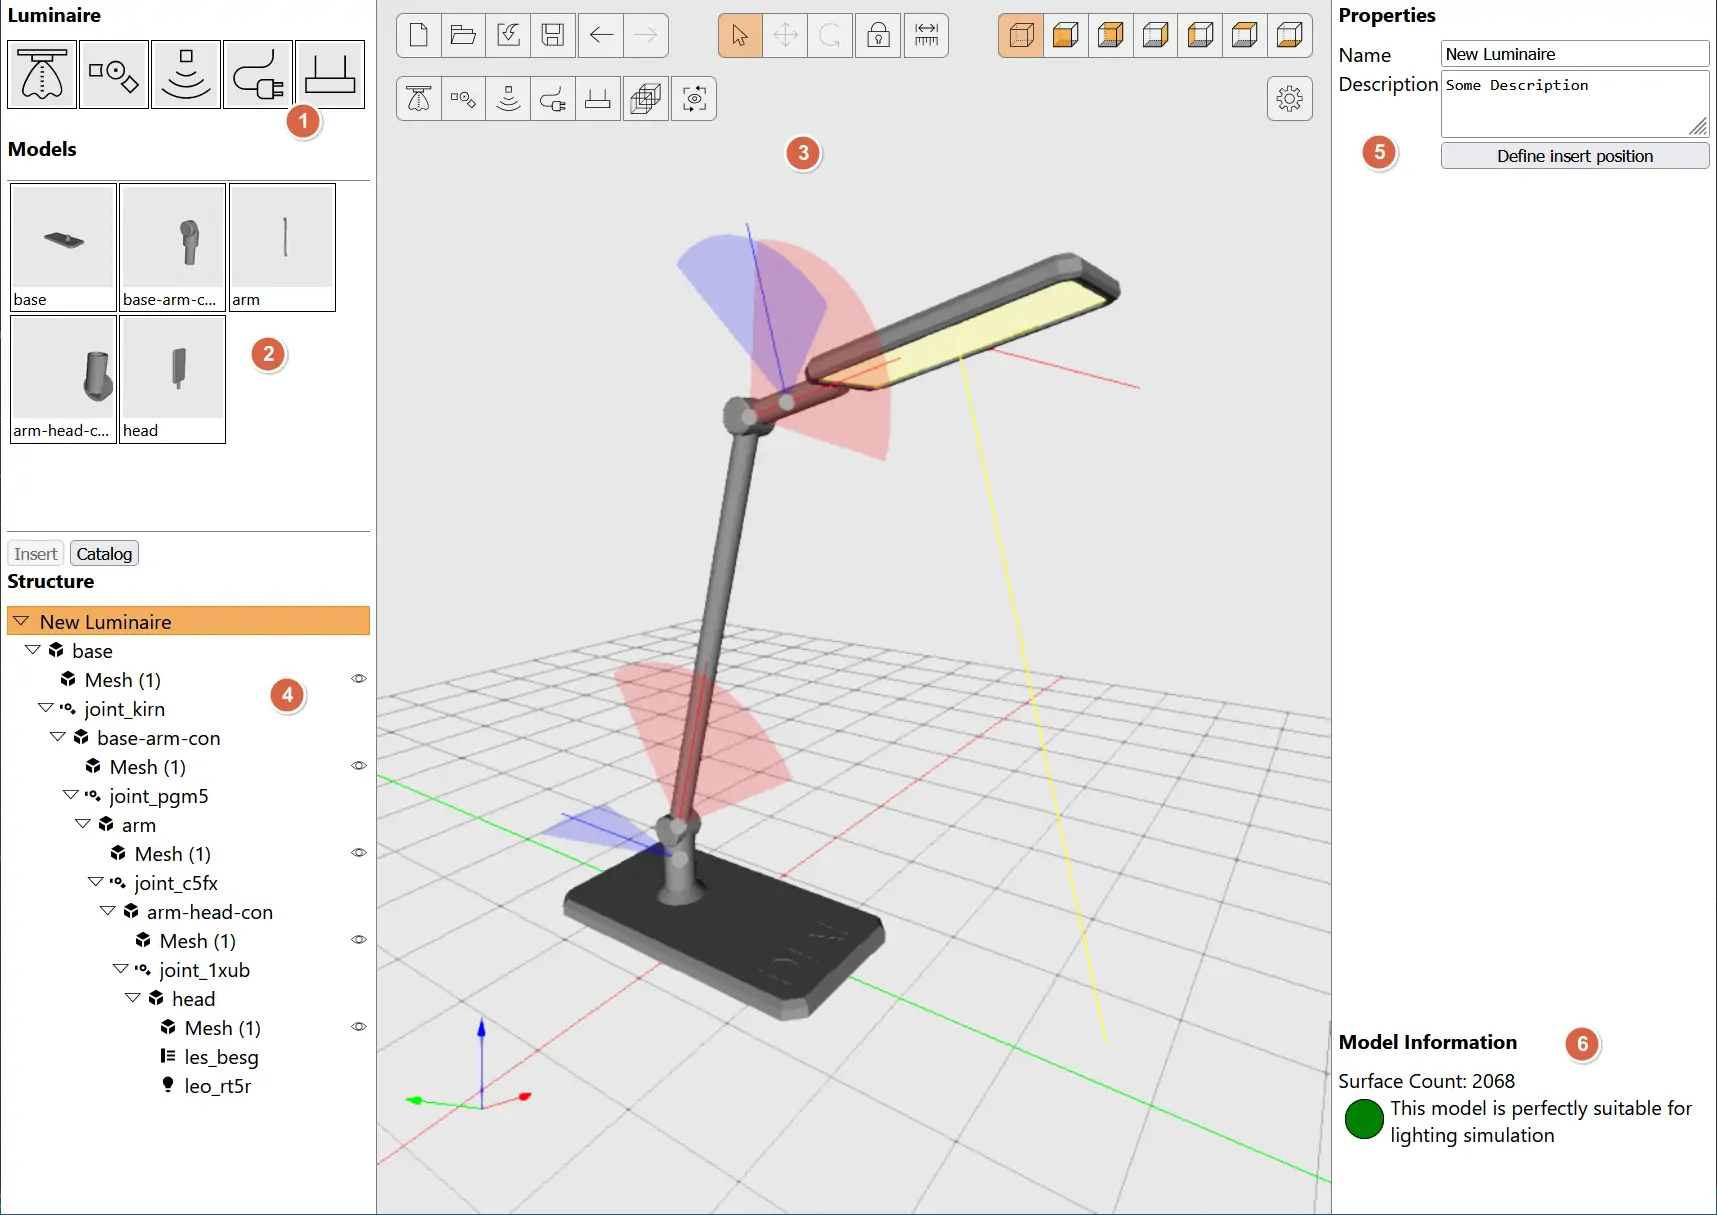 Luminaire
1
Models
base
base-arm-c...
arm
2
arm-head-c...
head
Insert
Catalog
Structure
New Luminaire
base
Mesh (1)
4
joint_kirn
base-arm-con
Mesh (1)
joint_pgm5
arm
Mesh (1)
joint_c5fx
arm-head-con
Mesh (1)
joint_1xub
head
Mesh (1)
les_besg
leo_rt5r
3
Properties
Name New Luminaire
Description Some Description
5
Define insert position
Model Information
6
Surface Count: 2068
This model is perfectly suitable for
lighting simulation